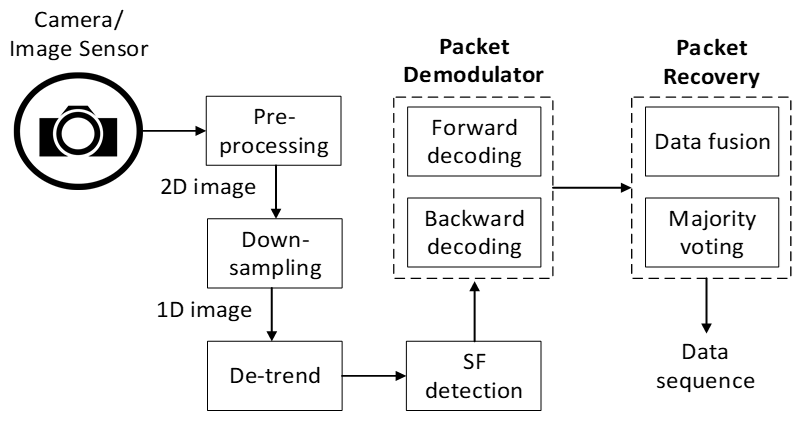 Camera/
Image Sensor
Pre-
processing
2D image
Down-
sampling
1D image
De-trend
SF
detection
Packet
Demodulator
Forward
decoding
Backward
decoding
Packet
Recovery
Data fusion
Majority
voting
Data
sequence